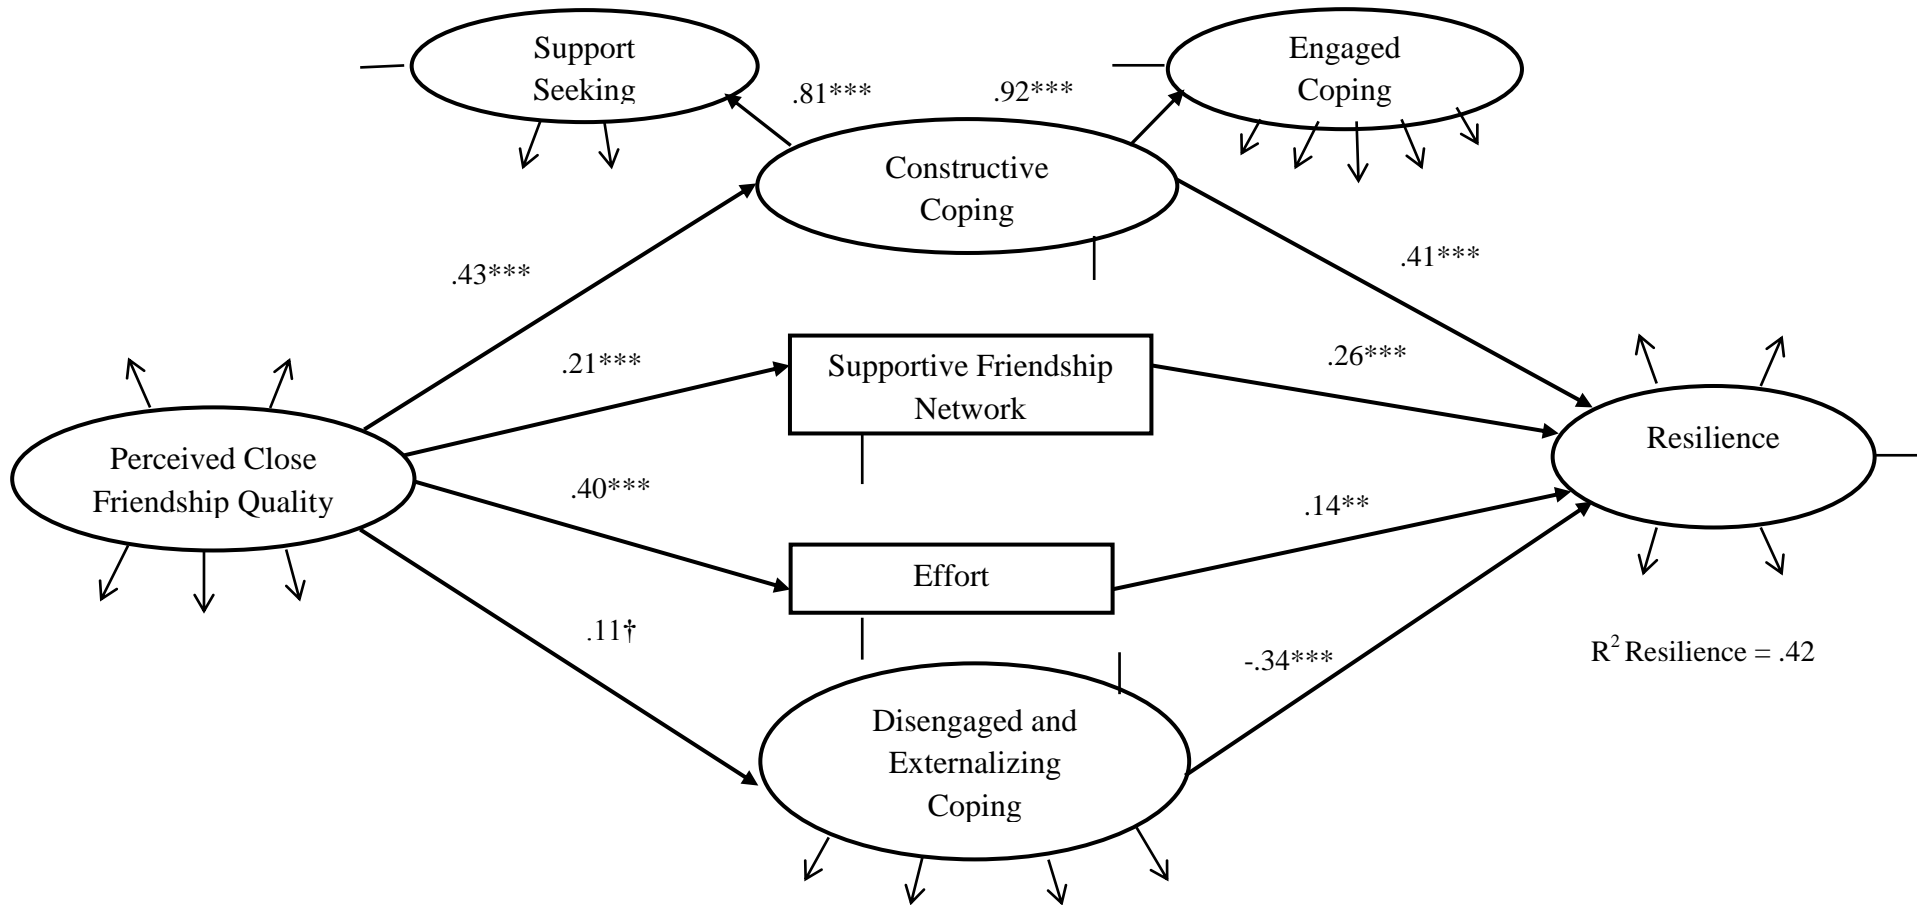 Support
Seeking
Engaged
Coping
.81***
.92***
Constructive
Coping
.43***
.41***
.21***
Supportive Friendship
Network
.26***
Perceived Close
Friendship Quality
Resilience
.40***
.14**
Effort
.11†
-.34***
R² Resilience = .42
Disengaged and
Externalizing
Coping